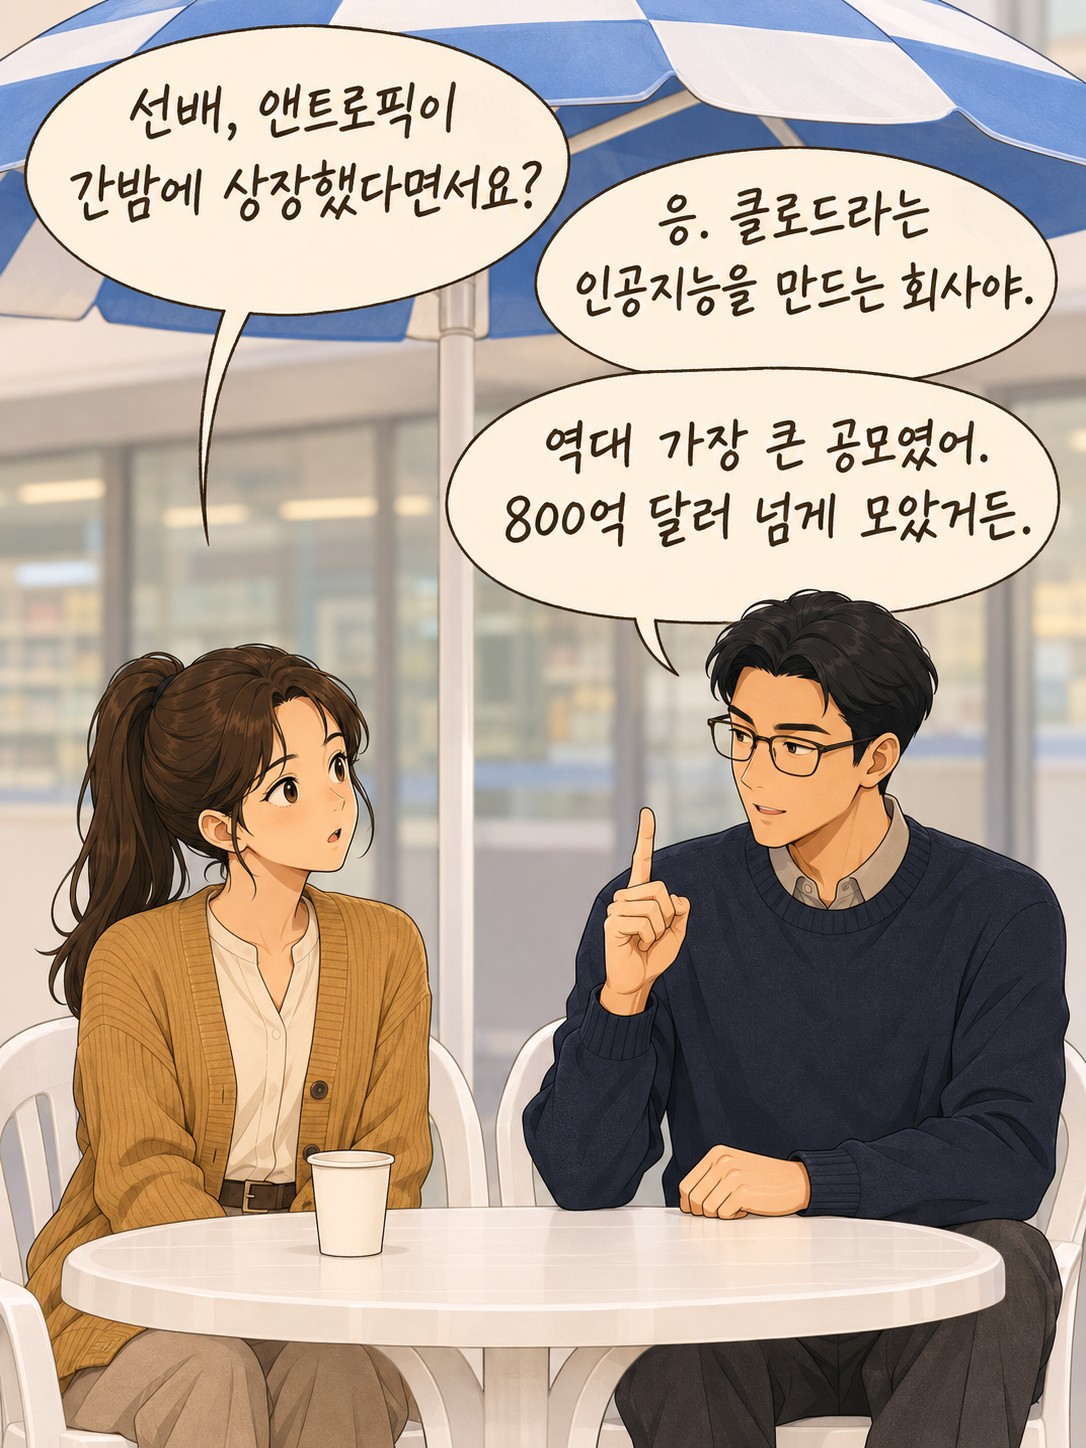 선배, 앤트로픽이
간밤에 상장했다면서요?
응. 클로드라는
인공지능을 만드는 회사야.
역대 가장 큰 공모였어.
800억 달러 넘게 모았거든.